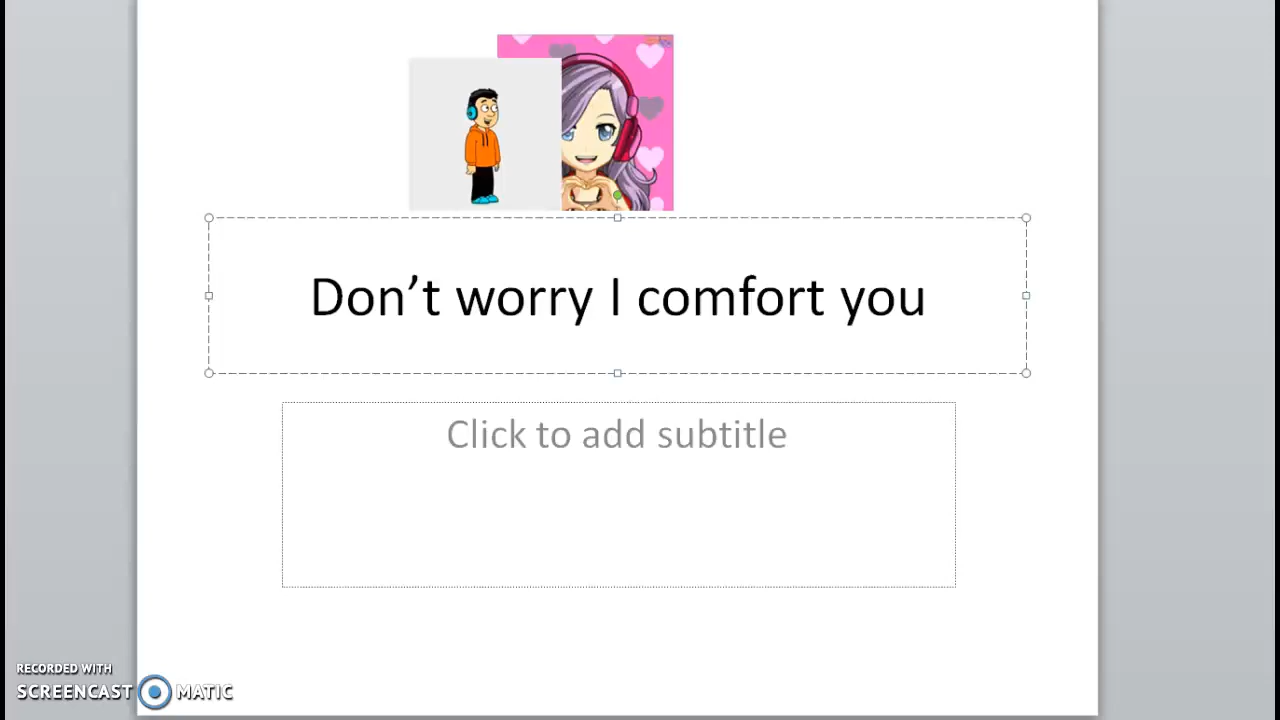 Don’t worry I comfort you
Click to add subtitle
RECORDED WITH
SCREENCAST MATIC